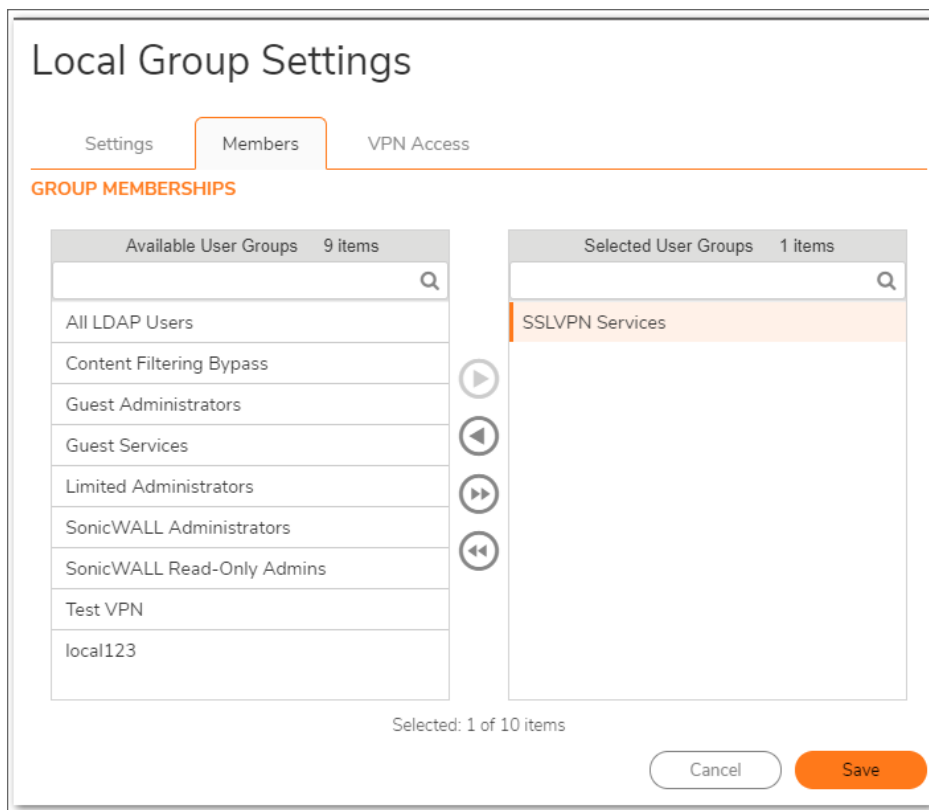 Local Group Settings
Settings Members VPN Access
GROUP MEMBERSHIPS
Available User Groups 9 items
All LDAP Users
Content Filtering Bypass
Guest Administrators
Guest Services
Limited Administrators
SonicWALL Administrators
SonicWALL Read-Only Admins
Test VPN
local123
Selected User Groups 1 items
SSLVPN Services
Selected: 1 of 10 items
Cancel Save